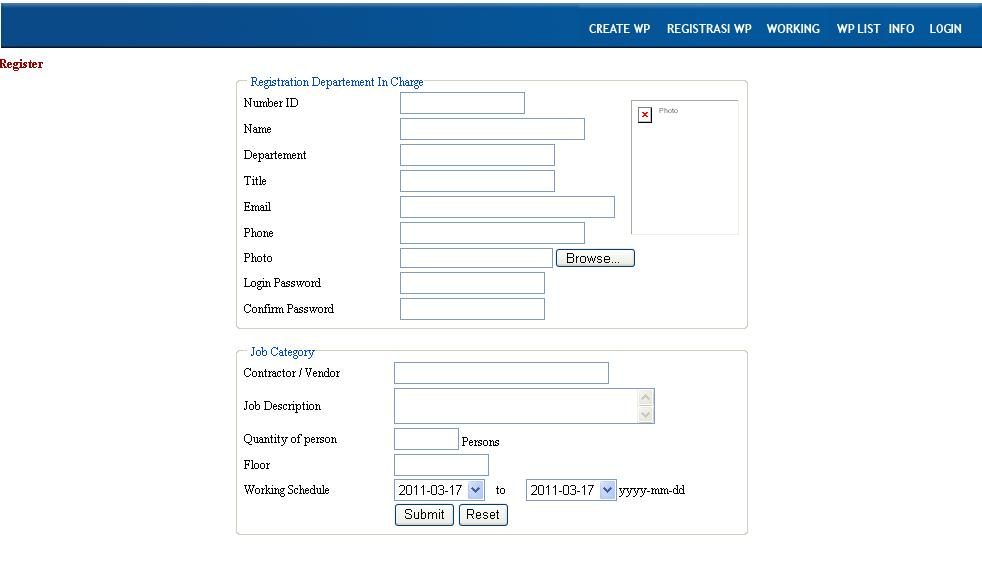 CREATE WP REGISTRASI WP WORKING WP LIST INFO LOGIN
Register
Registration Departement In Charge
Number ID
Photo
Name
Departement
Title
Email
Phone
Photo Browse...
Login Password
Confirm Password
Job Category
Contractor / Vendor
Job Description
Quantity of person Persons
Floor
Working Schedule 2011-03-17 to 2011-03-17 yyyy-mm-dd
Submit Reset